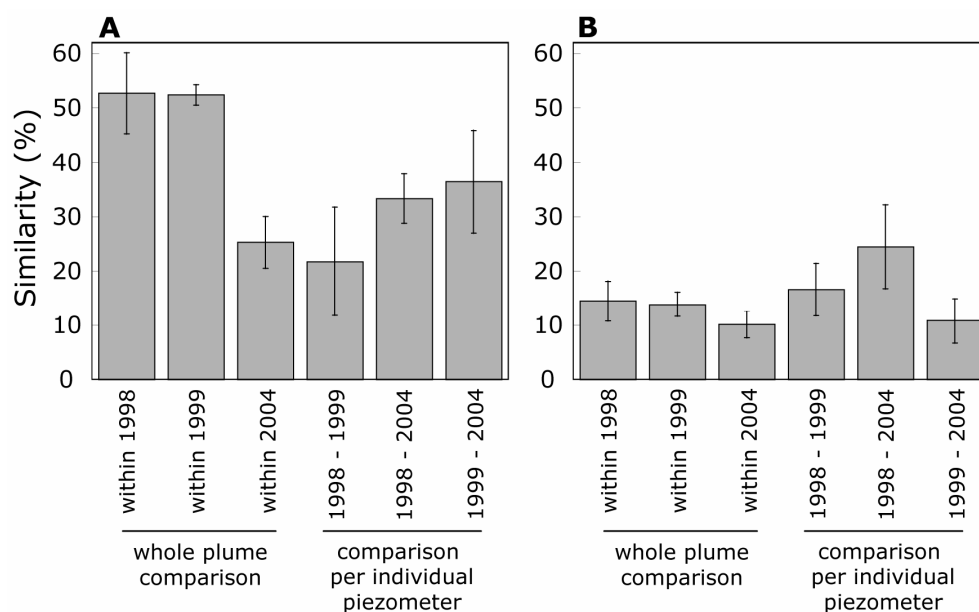 A
B
Similarity (%)
60
50
40
30
20
10
0
within 1998
within 1999
within 2004
1998 - 1999
1998 - 2004
1999 - 2004
whole plume
comparison
comparison
per individual
piezometer
60
50
40
30
20
10
0
within 1998
within 1999
within 2004
1998 - 1999
1998 - 2004
1999 - 2004
whole plume
comparison
comparison
per individual
piezometer